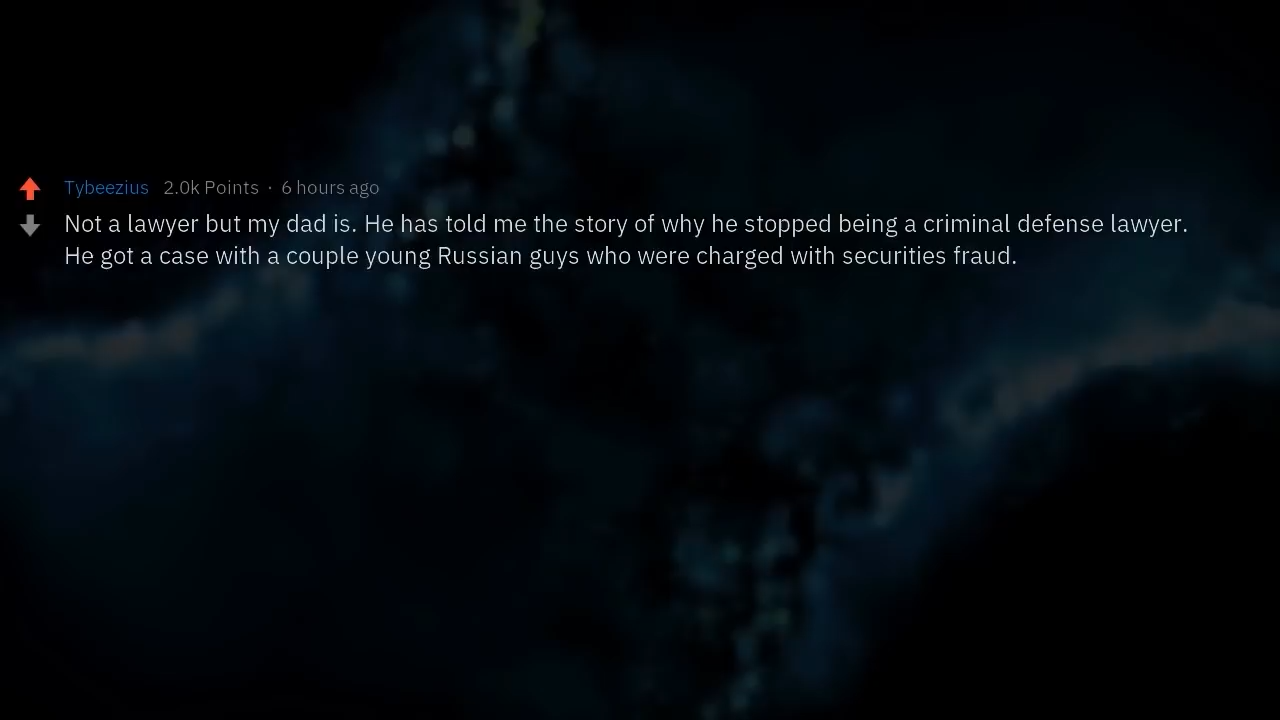 Tybeezius 2.0k Points · 6 hours ago
Not a lawyer but my dad is. He has told me the story of why he stopped being a criminal defense lawyer.
He got a case with a couple young Russian guys who were charged with securities fraud.